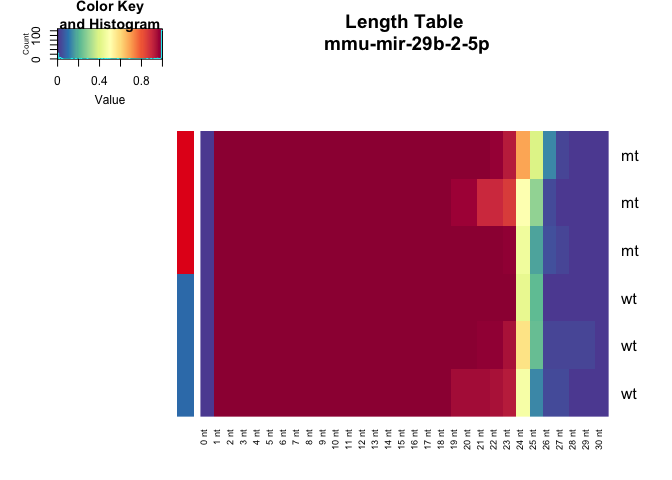 Color Key
and Histogram
Count
0 100
0 0.4 0.8
Value
Length Table
mmu-mir-29b-2-5p
mt
mt
mt
wt
wt
wt
0 nt
1 nt
2 nt
3 nt
4 nt
5 nt
6 nt
7 nt
8 nt
9 nt
10 nt
11 nt
12 nt
13 nt
14 nt
15 nt
16 nt
17 nt
18 nt
19 nt
20 nt
21 nt
22 nt
23 nt
24 nt
25 nt
26 nt
27 nt
28 nt
29 nt
30 nt